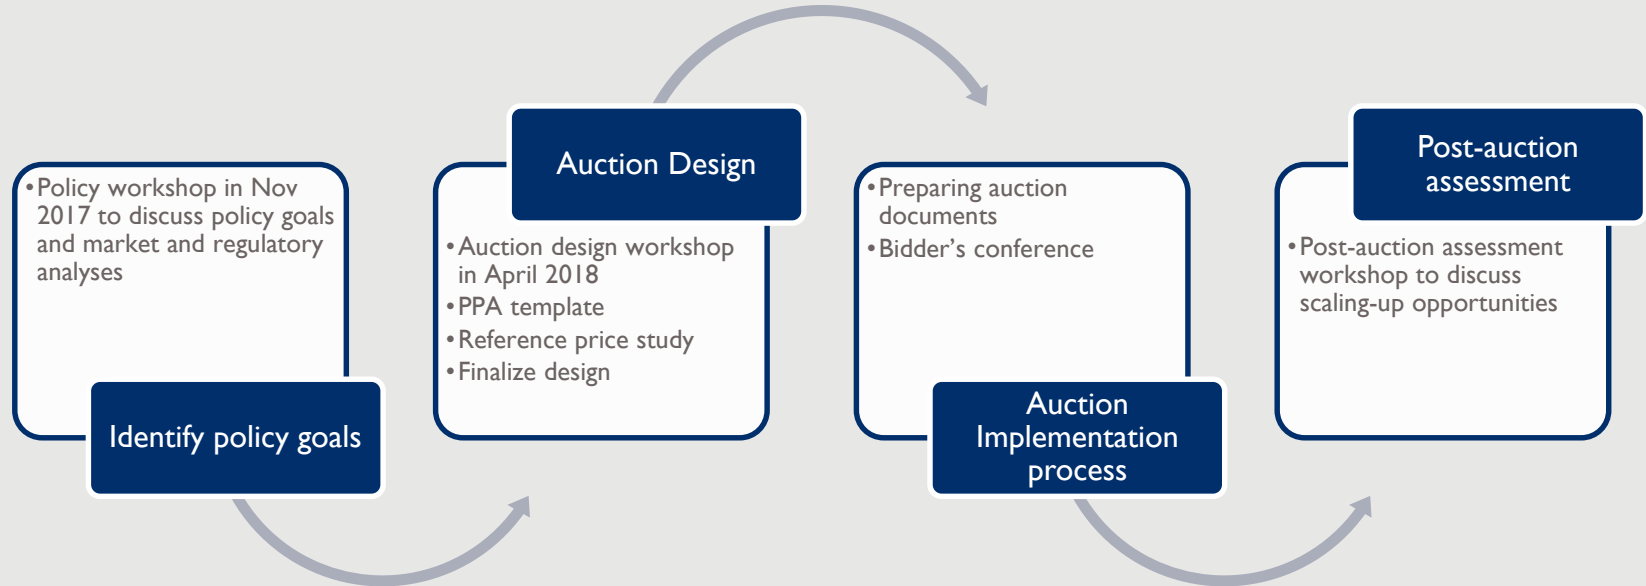 •Policy workshop in Nov
2017 to discuss policy goals
and market and regulatory
analyses
Identify policy goals
Auction Design
•Auction design workshop
in April 2018
•PPA template
•Reference price study
•Finalize design
•Preparing auction
documents
•Bidder’s conference
Auction
Implementation
process
Post-auction
assessment
•Post-auction assessment
workshop to discuss
scaling-up opportunities